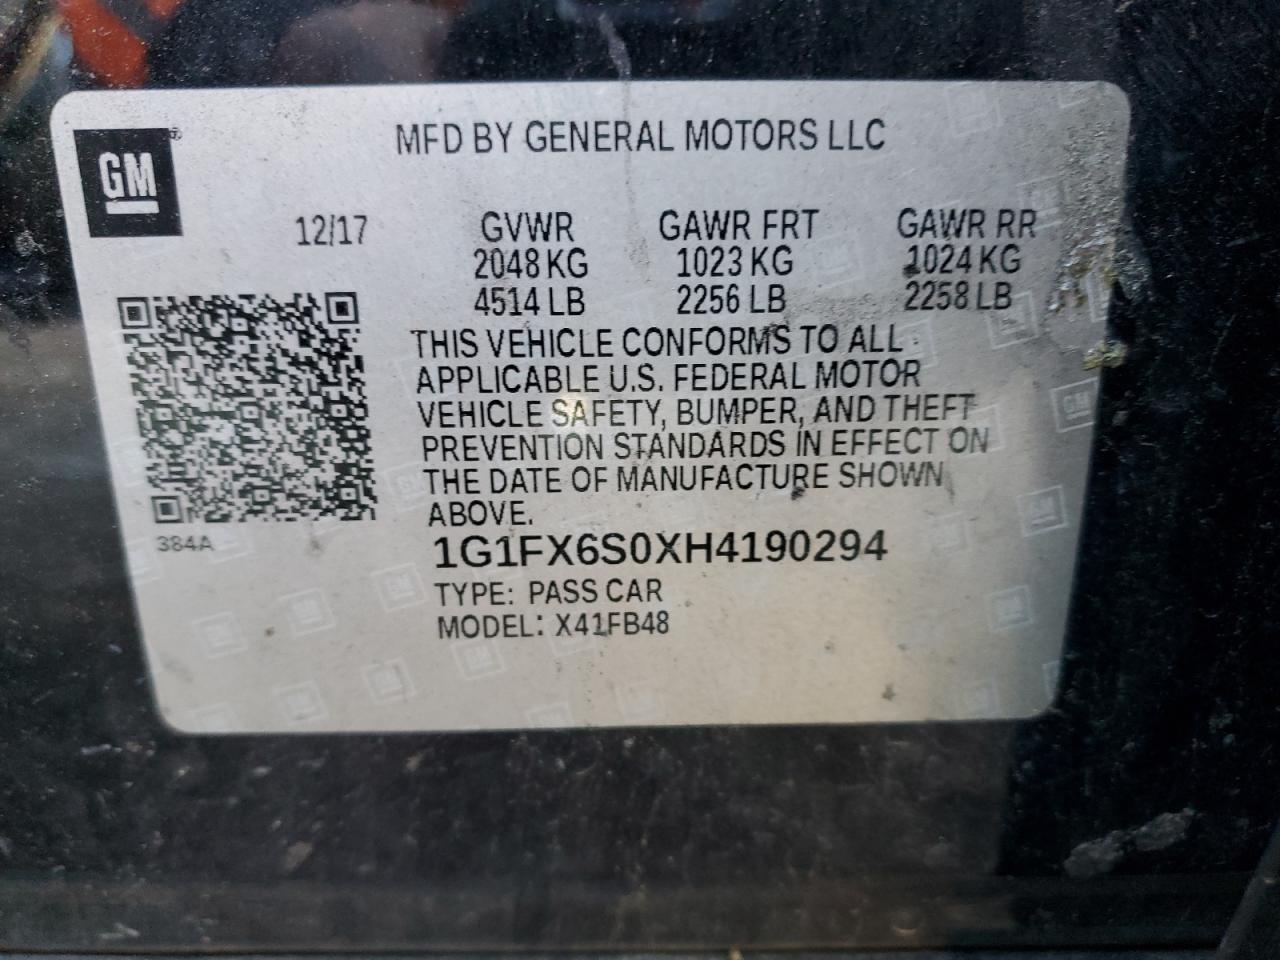 GM
MFD BY GENERAL MOTORS LLC
12/17 GVWR GAWR FRT GAWR RR
2048 KG 1023 KG 1024 KG
4514 LB 2256 LB 2258 LB
THIS VEHICLE CONFORMS TO ALL
APPLICABLE U.S. FEDERAL MOTOR
VEHICLE SAFETY, BUMPER, AND THEFT
PREVENTION STANDARDS IN EFFECT ON
THE DATE OF MANUFACTURE SHOWN
ABOVE.
384A
1G1FX6S0XH4190294
TYPE: PASS CAR
MODEL: X41FB48